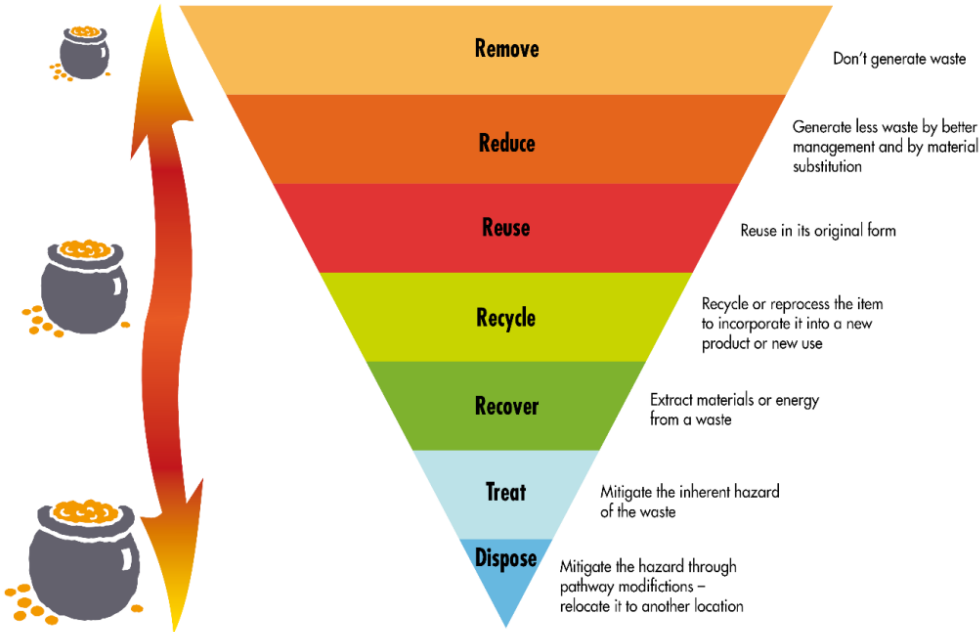 Remove
Don't generate waste
Reduce
Generate less waste by better
management and by material
substitution
Reuse
Reuse in its original form
Recycle
Recycle or reprocess the item
to incorporate it into a new
product or new use
Recover
Extract materials or energy
from a waste
Treat
Mitigate the inherent hazard
of the waste
Dispose
Mitigate the hazard through
pathway modifictions –
relocate it to another location